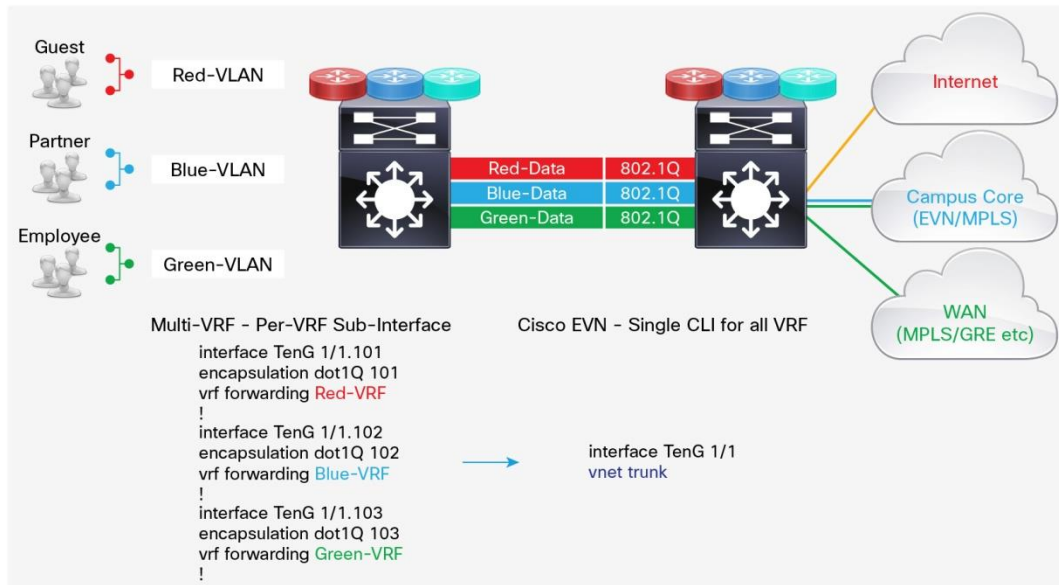 Guest
Red-VLAN
Partner
Blue-VLAN
Employee
Green-VLAN
Red-Data 802.1Q
Blue-Data 802.1Q
Green-Data 802.1Q
Internet
Campus Core
(EVN/MPLS)
WAN
(MPLS/GRE etc)
Multi-VRF - Per-VRF Sub-Interface
interface TenG 1/1.101
encapsulation dot1Q 101
vrf forwarding Red-VRF
!
interface TenG 1/1.102
encapsulation dot1Q 102
vrf forwarding Blue-VRF
!
interface TenG 1/1.103
encapsulation dot1Q 103
vrf forwarding Green-VRF
!
Cisco EVN - Single CLI for all VRF
interface TenG 1/1
vnet trunk